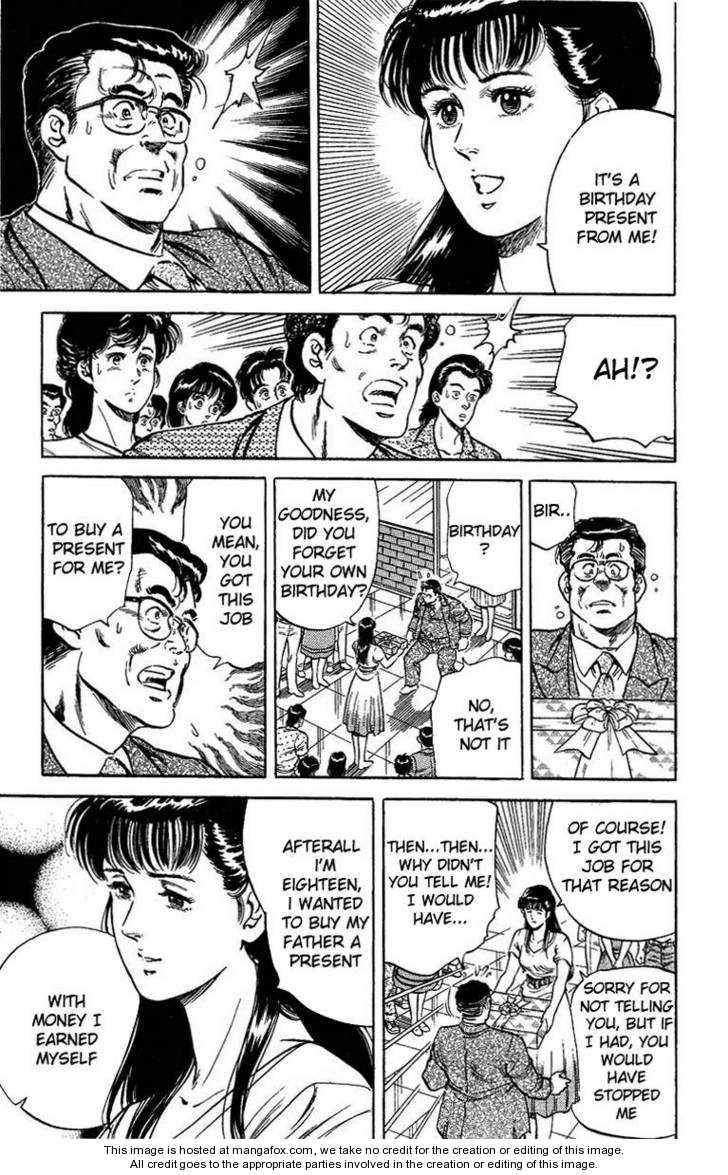 IT'S A
BIRTHDAY
PRESENT
FROM ME!
AH!?
BIR..
BIRTHDAY
?
MY
GOODNESS,
DID YOU
FORGET
YOUR OWN
BIRTHDAY?
NO,
THAT'S
NOT IT
YOU
MEAN,
YOU
GOT
THIS
JOB
TO BUY A
PRESENT
FOR ME?
OF COURSE!
I GOT THIS
JOB FOR
THAT REASON
THEN...THEN...
WHY DIDN'T
YOU TELL ME!
I WOULD
HAVE...
SORRY FOR
NOT TELLING
YOU, BUT IF
I HAD, YOU
WOULD
HAVE
STOPPED
ME
AFTERALL
I'M
EIGHTEEN,
I WANTED
TO BUY MY
FATHER A
PRESENT
WITH
MONEY I
EARNED
MYSELF
This image is hosted at mangafox.com, we take no credit for the creation or editing of this image.
All credit goes to the appropriate parties involved in the creation or editing of this image.